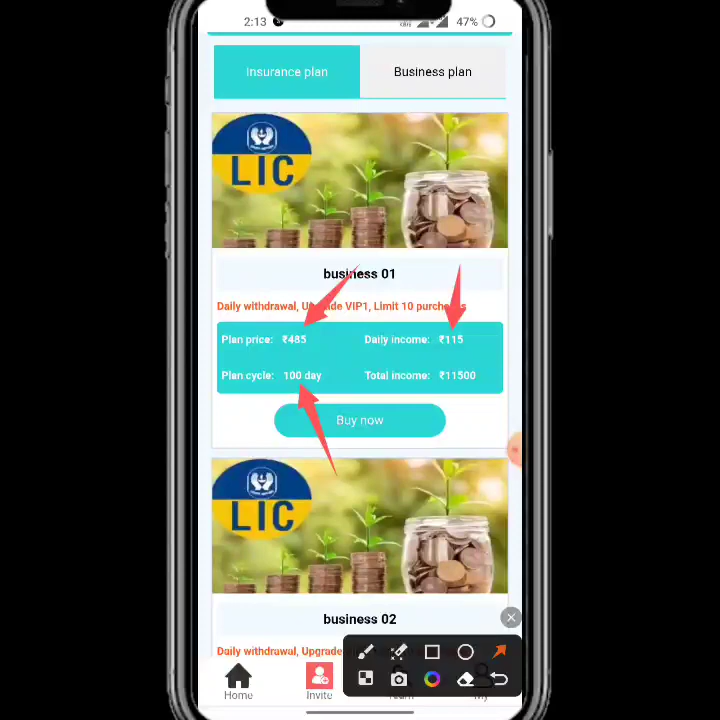 2:13 47%
Insurance plan Business plan
LIC
business 01
Daily withdrawal, VIP1, Limit 10
Plan price: ₹485 Daily income: ₹115
Plan cycle: 100 day Total income: ₹11500
Buy now
LIC
business 02
Daily withdrawal, Upgrade
Home Invite